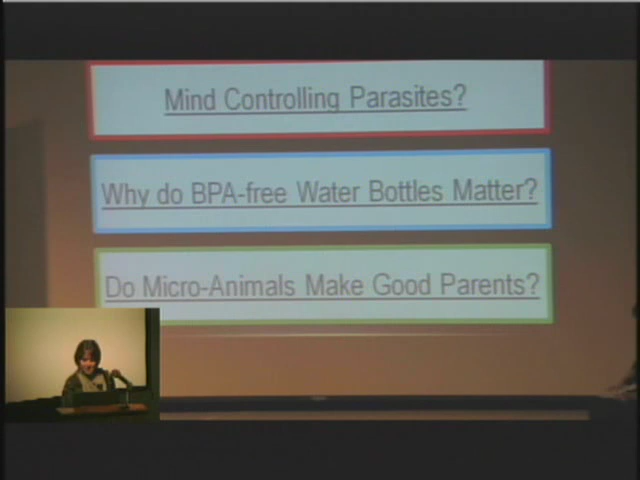 Mind Controlling Parasites?
Why do BPA-free Water Bottles Matter?
Do Micro-Animals Make Good Parents?